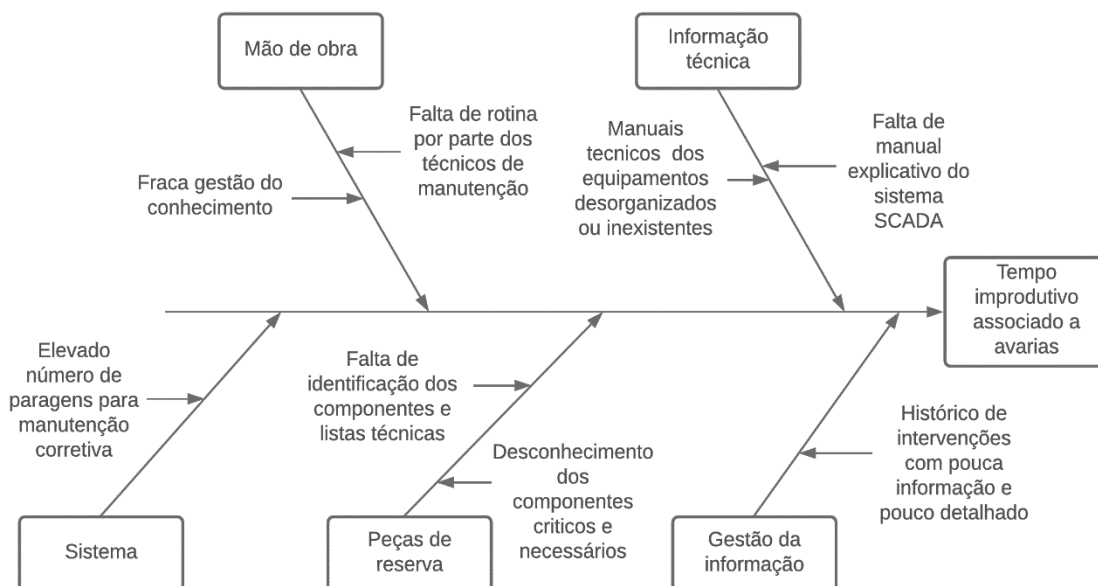 Mão de obra
Informação
técnica
Falta de rotina
por parte dos
técnicos de
manutenção
Fraca gestão do
conhecimento
Manuais
tecnicos dos
equipamentos
desorganizados
ou inexistentes
Falta de
manual
explicativo do
sistema
SCADA
Tempo
improdutivo
associado a
avarias
Elevado
número de
paragens para
manutenção
corretiva
Falta de
identificação dos
componentes e
listas técnicas
Desconhecimento
dos
componentes
criticos e
necessários
Histórico de
intervenções
com pouca
informação e
pouco detalhado
Sistema
Peças de
reserva
Gestão da
informação